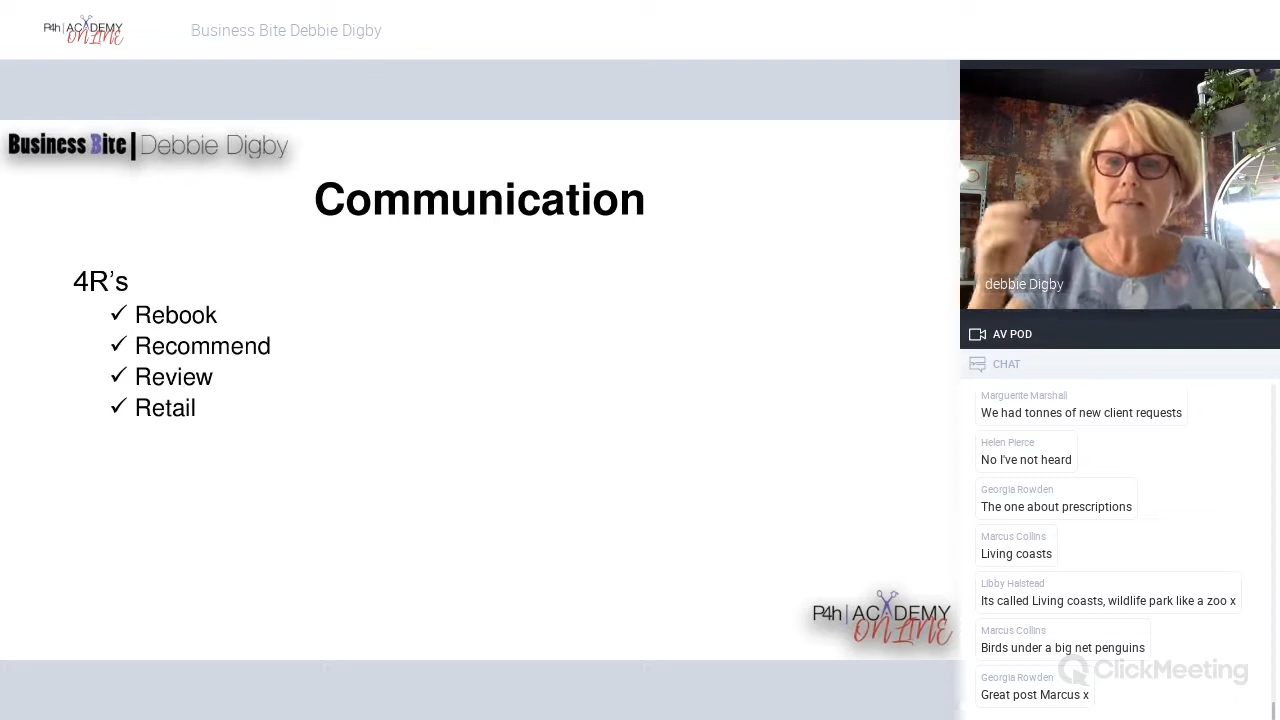 P4h | ACADEMY
ONLINE
Business Bite Debbie Digby
Business Bite | Debbie Digby
Communication
4R's
✓ Rebook
✓ Recommend
✓ Review
✓ Retail
P4h | ACADEMY
ONLINE
debbie Digby
AV POD
CHAT
Marguerite Marshall
We had tonnes of new client requests
Helen Pierce
No I've not heard
Georgia Rowden
The one about prescriptions
Marcus Collins
Living coasts
Libby Halstead
Its called Living coasts, wildlife park like a zoo x
Marcus Collins
Birds under a big net penguins
Georgia Rowden
Great post Marcus x
ClickMeeting